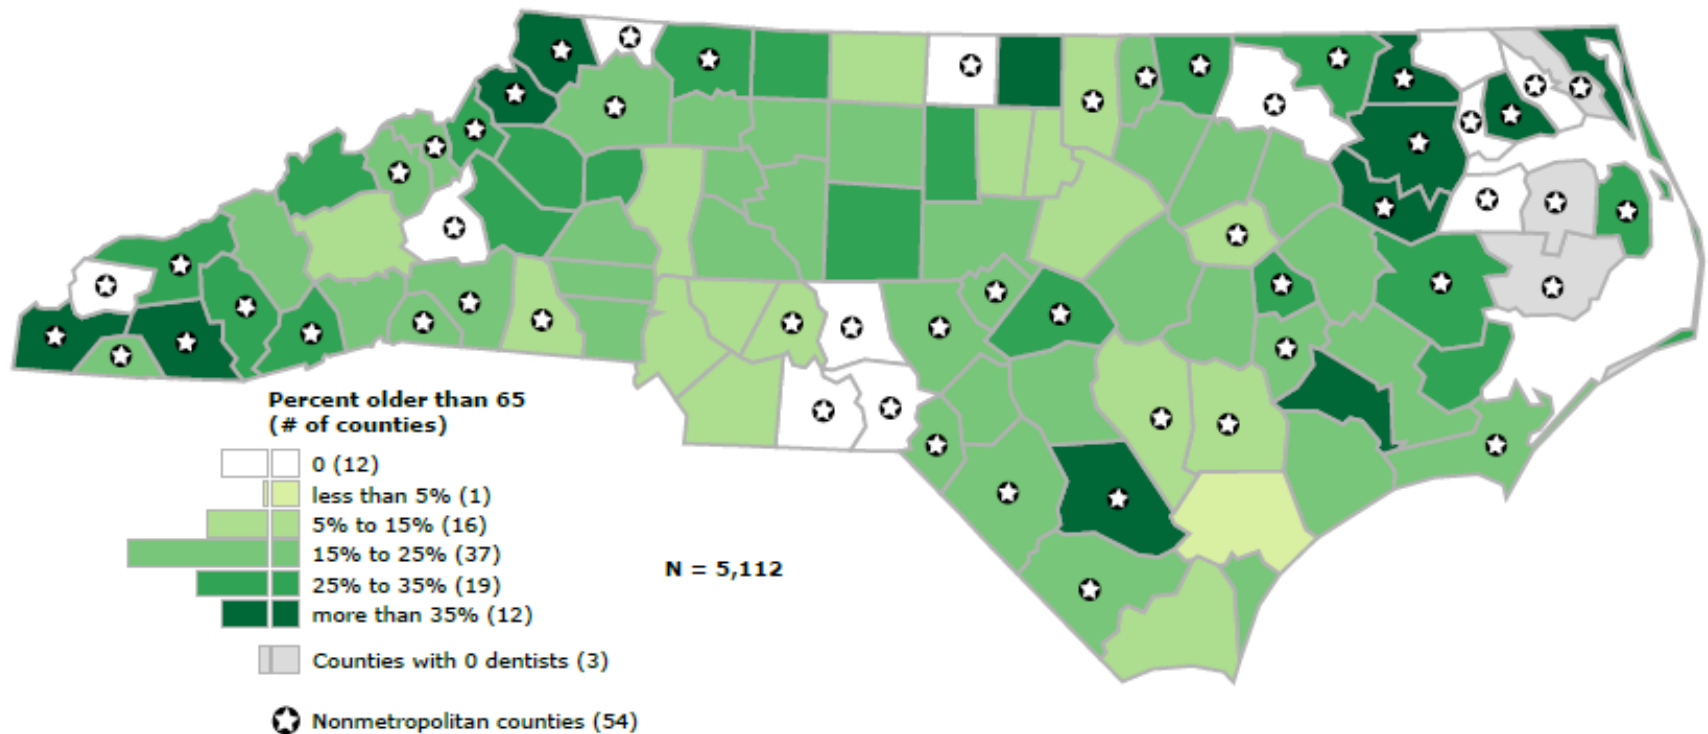 Percent older than 65
(# of counties)
0 (12)
less than 5% (1)
5% to 15% (16)
15% to 25% (37)
25% to 35% (19)
more than 35% (12)
Counties with 0 dentists (3)
Nonmetropolitan counties (54)
N = 5,112